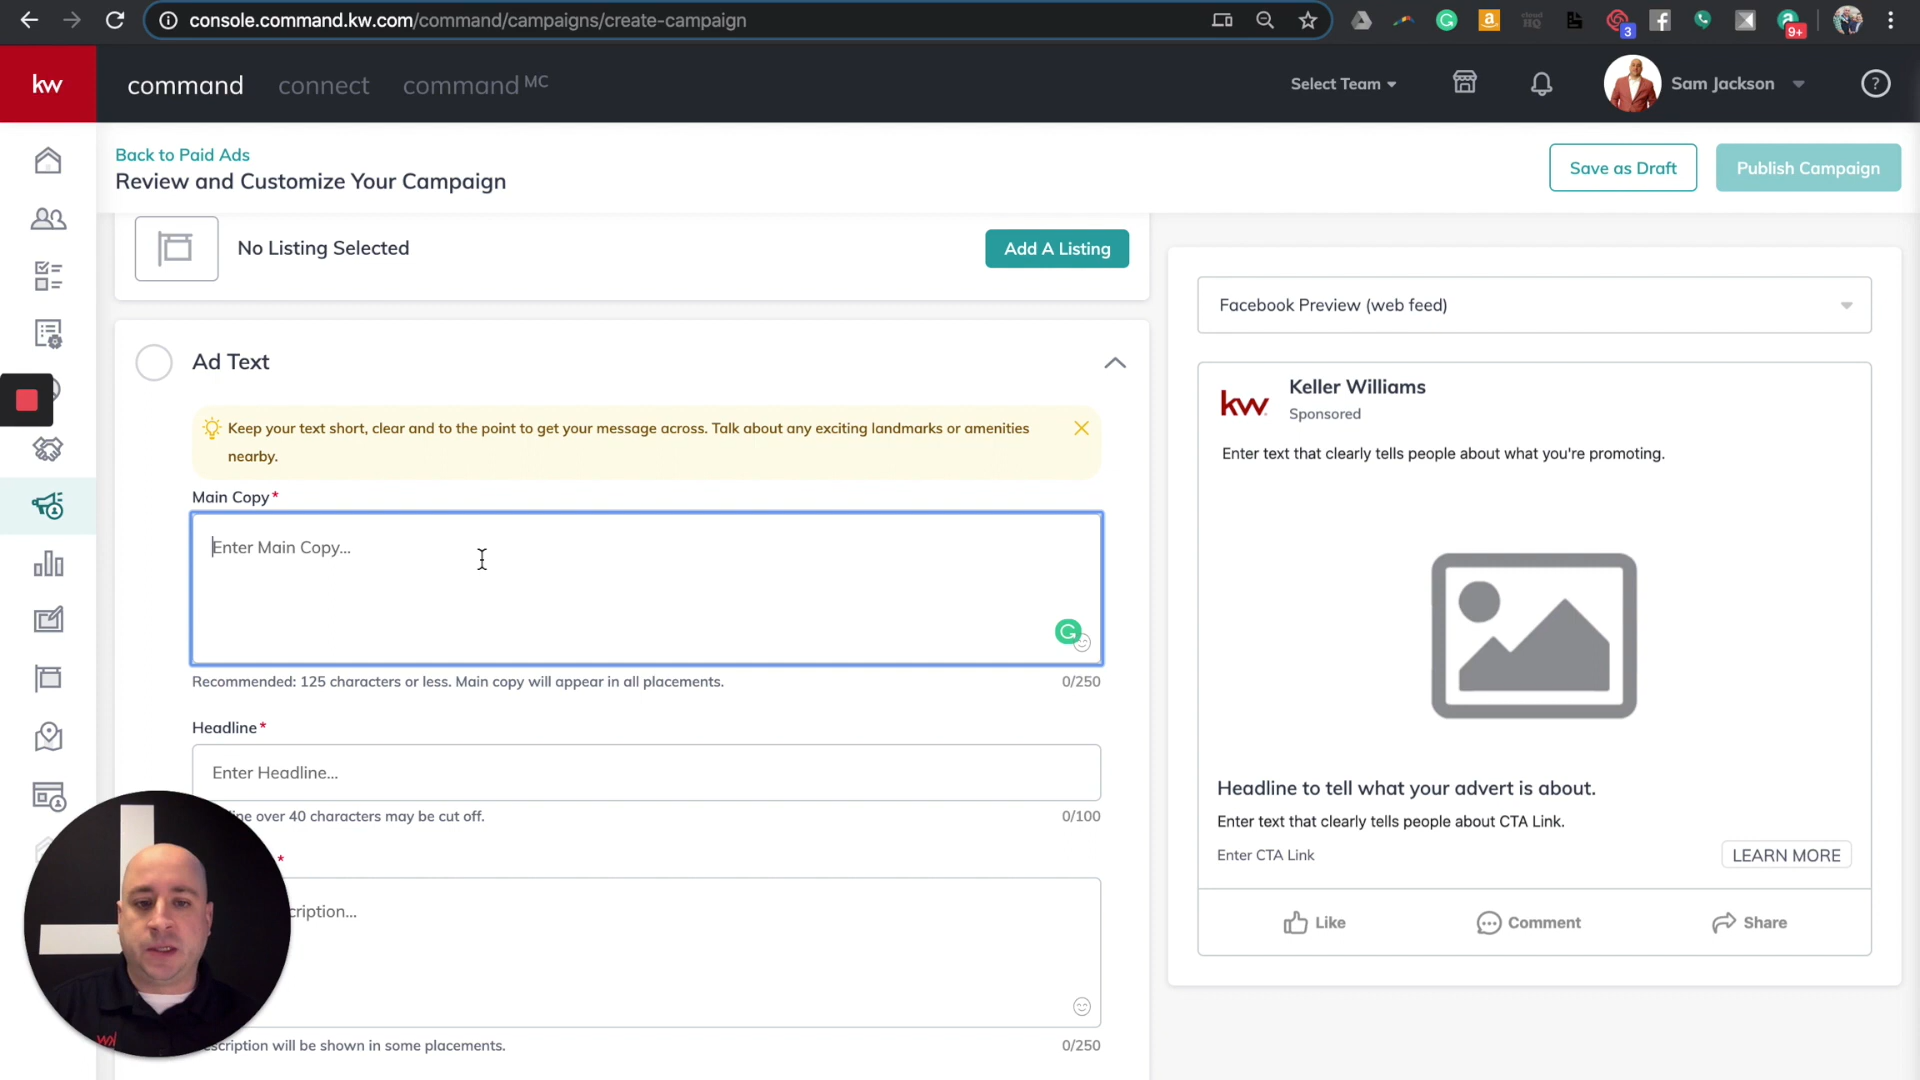 console.command.kw.com/command/campaigns/create-campaign
3
9+
kw
command
connect
command MC
Select Team
Sam Jackson
?
Back to Paid Ads
Review and Customize Your Campaign
Save as Draft
Publish Campaign
No Listing Selected
Add A Listing
Ad Text
Keep your text short, clear and to the point to get your message across. Talk about any exciting landmarks or amenities
nearby.
Main Copy*
Enter Main Copy...
Recommended: 125 characters or less. Main copy will appear in all placements.
0/250
Headline*
Enter Headline...
over 40 characters may be cut off.
0/100
*
0/250
will be shown in some placements.
Facebook Preview (web feed)
kw
Keller Williams
Sponsored
Enter text that clearly tells people about what you're promoting.
Headline to tell what your advert is about.
Enter text that clearly tells people about CTA Link.
Enter CTA Link
LEARN MORE
Like
Comment
Share